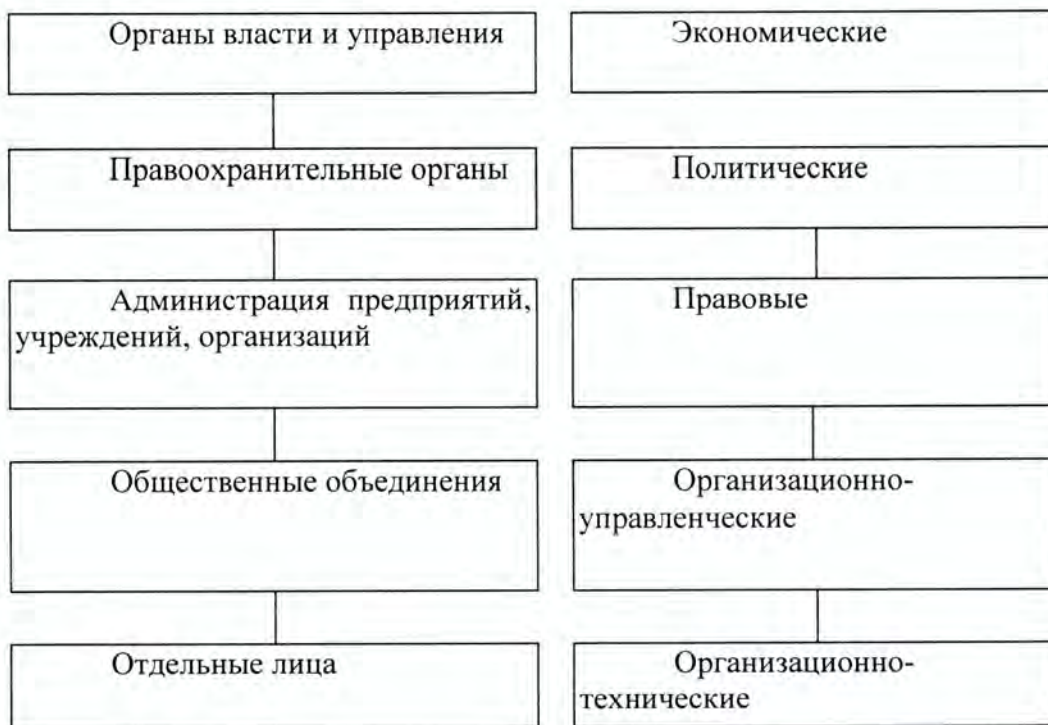 Органы власти и управления
Экономические
Правоохранительные органы
Политические
Администрация предприятий,
учреждений, организаций
Правовые
Общественные объединения
Организационно-
управленческие
Отдельные лица
Организационно-
технические